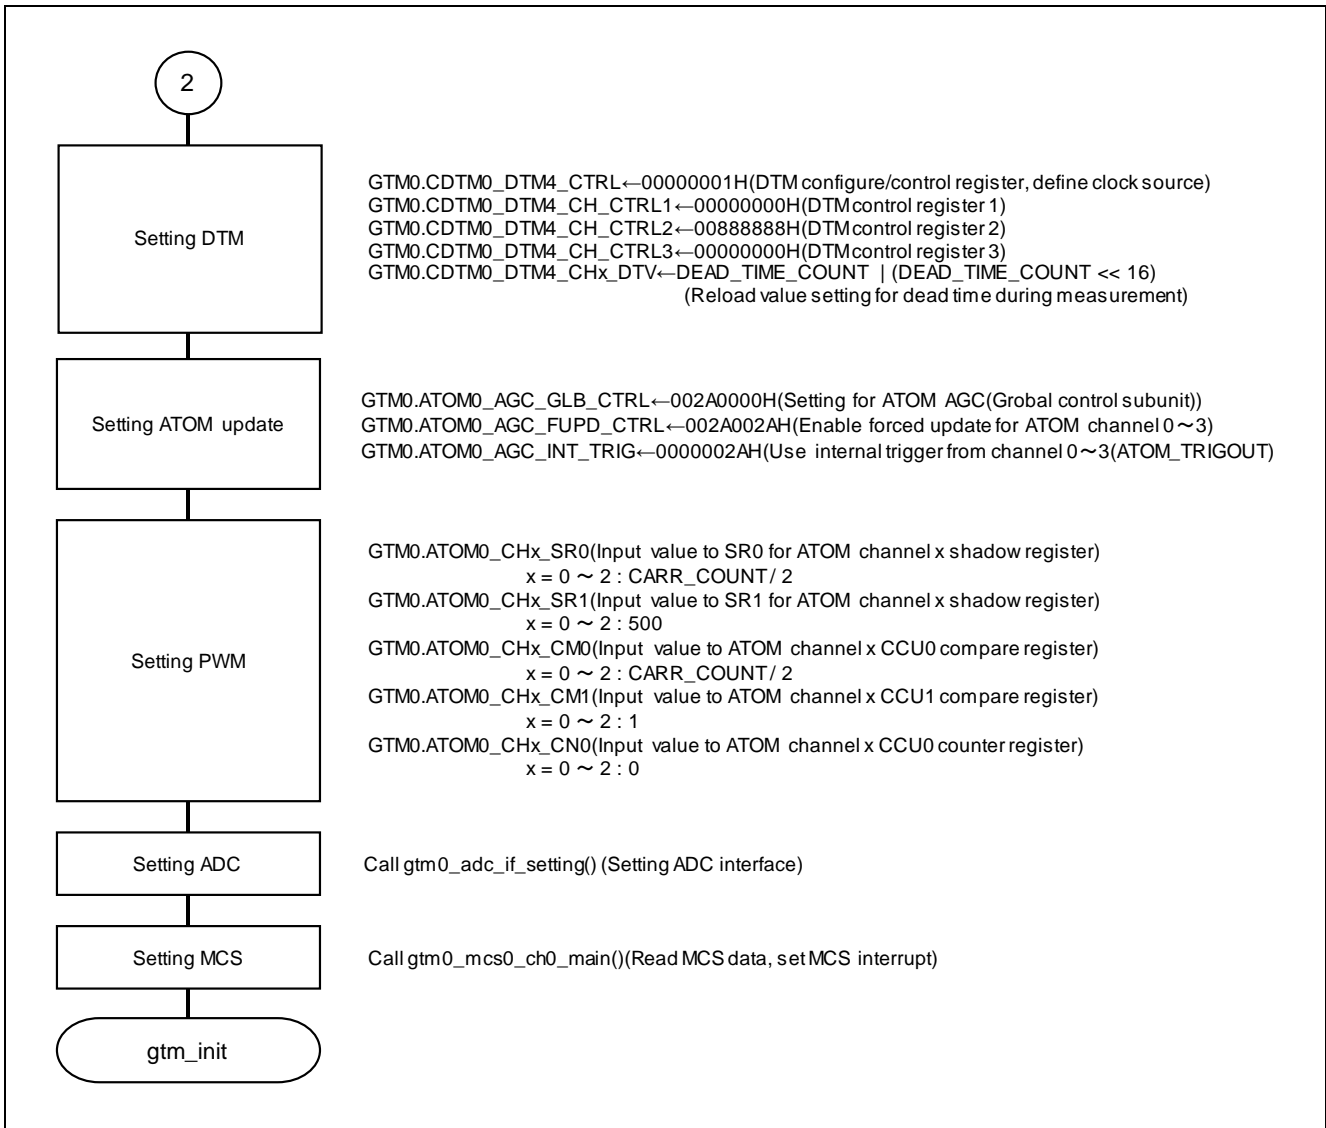 2
Setting DTM
GTM0.CDTM0_DTM4_CTRL←00000001H(DTM configure/control register, define clock source)
GTM0.CDTM0_DTM4_CH_CTRL1←00000000H(DTM control register 1)
GTM0.CDTM0_DTM4_CH_CTRL2←00888888H(DTM control register 2)
GTM0.CDTM0_DTM4_CH_CTRL3←00000000H(DTM control register 3)
GTM0.CDTM0_DTM4_CHx_DTV←DEAD_TIME_COUNT | (DEAD_TIME_COUNT << 16)
(Reload value setting for dead time during measurement)
Setting ATOM update
GTM0.ATOM0_AGC_GLB_CTRL←002A0000H(Setting for ATOM AGC(Grobal control subunit))
GTM0.ATOM0_AGC_FUPD_CTRL←002A002AH(Enable forced update for ATOM channel 0～3)
GTM0.ATOM0_AGC_INT_TRIG←0000002AH(Use internal trigger from channel 0～3(ATOM_TRIGOUT)
Setting PWM
GTM0.ATOM0_CHx_SR0(Input value to SR0 for ATOM channel x shadow register)
x = 0 ～ 2 : CARR_COUNT / 2
GTM0.ATOM0_CHx_SR1(Input value to SR1 for ATOM channel x shadow register)
x = 0 ～ 2 : 500
GTM0.ATOM0_CHx_CM0(Input value to ATOM channel x CCU0 compare register)
x = 0 ～ 2 : CARR_COUNT / 2
GTM0.ATOM0_CHx_CM1(Input value to ATOM channel x CCU1 compare register)
x = 0 ～ 2 : 1
GTM0.ATOM0_CHx_CN0(Input value to ATOM channel x CCU0 counter register)
x = 0 ～ 2 : 0
Setting ADC
Call gtm0_adc_if_setting() (Setting ADC interface)
Setting MCS
Call gtm0_mcs0_ch0_main()(Read MCS data, set MCS interrupt)
gtm_init